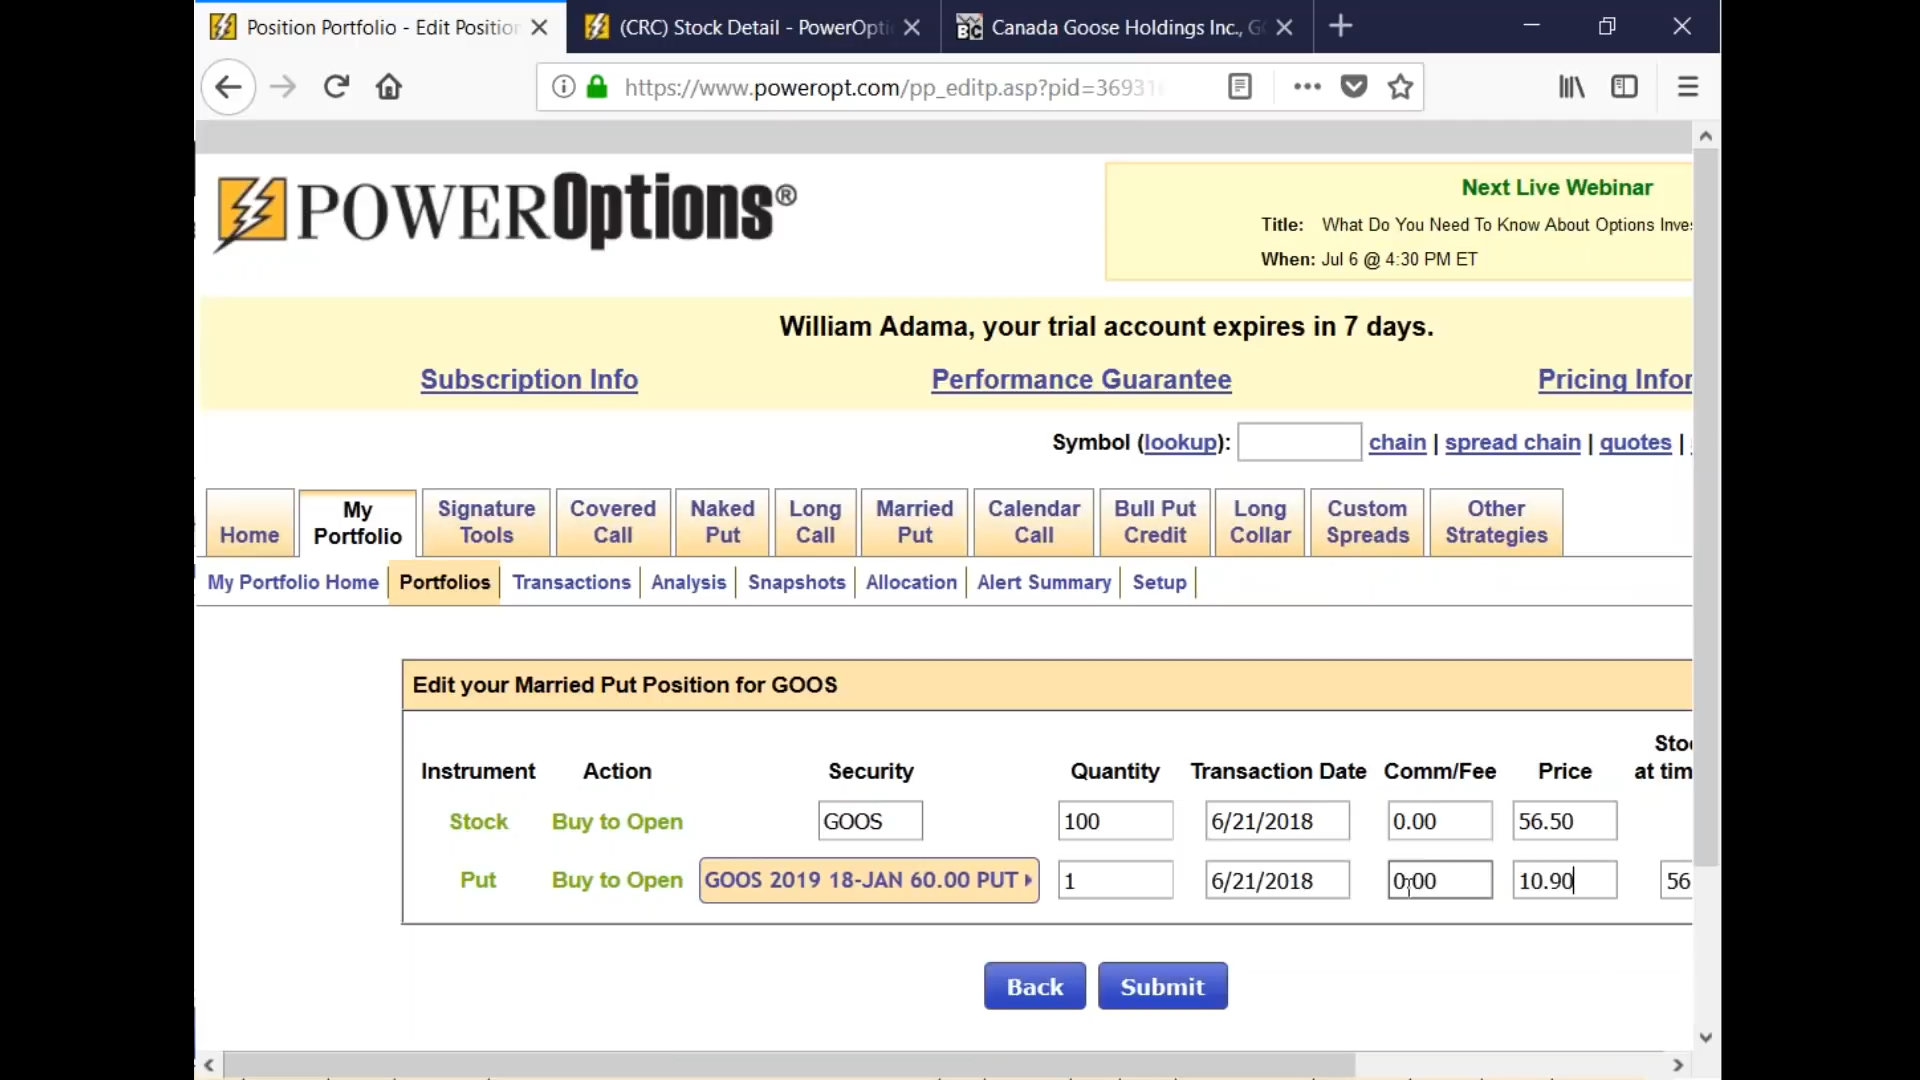 Position Portfolio - Edit Position
(CRC) Stock Detail - PowerOpti
Canada Goose Holdings Inc., G
https://www.poweropt.com/pp_editp.asp?pid=3693
POWEROptions®
Next Live Webinar
Title: What Do You Need To Know About Options Inve
When: Jul 6 @ 4:30 PM ET
William Adama, your trial account expires in 7 days.
Subscription Info Performance Guarantee Pricing Infor
Symbol (lookup): chain | spread chain | quotes |
Home
My Portfolio
Signature Tools
Covered Call
Naked Put
Long Call
Married Put
Calendar Call
Bull Put Credit
Long Collar
Custom Spreads
Other Strategies
My Portfolio Home Portfolios Transactions Analysis Snapshots Allocation Alert Summary Setup
Edit your Married Put Position for GOOS
Instrument Action Security Quantity Transaction Date Comm/Fee Price Sto at tim
Stock Buy to Open GOOS 100 6/21/2018 0.00 56.50
Put Buy to Open GOOS 2019 18-JAN 60.00 PUT 1 6/21/2018 0.00 10.90 56
Back Submit